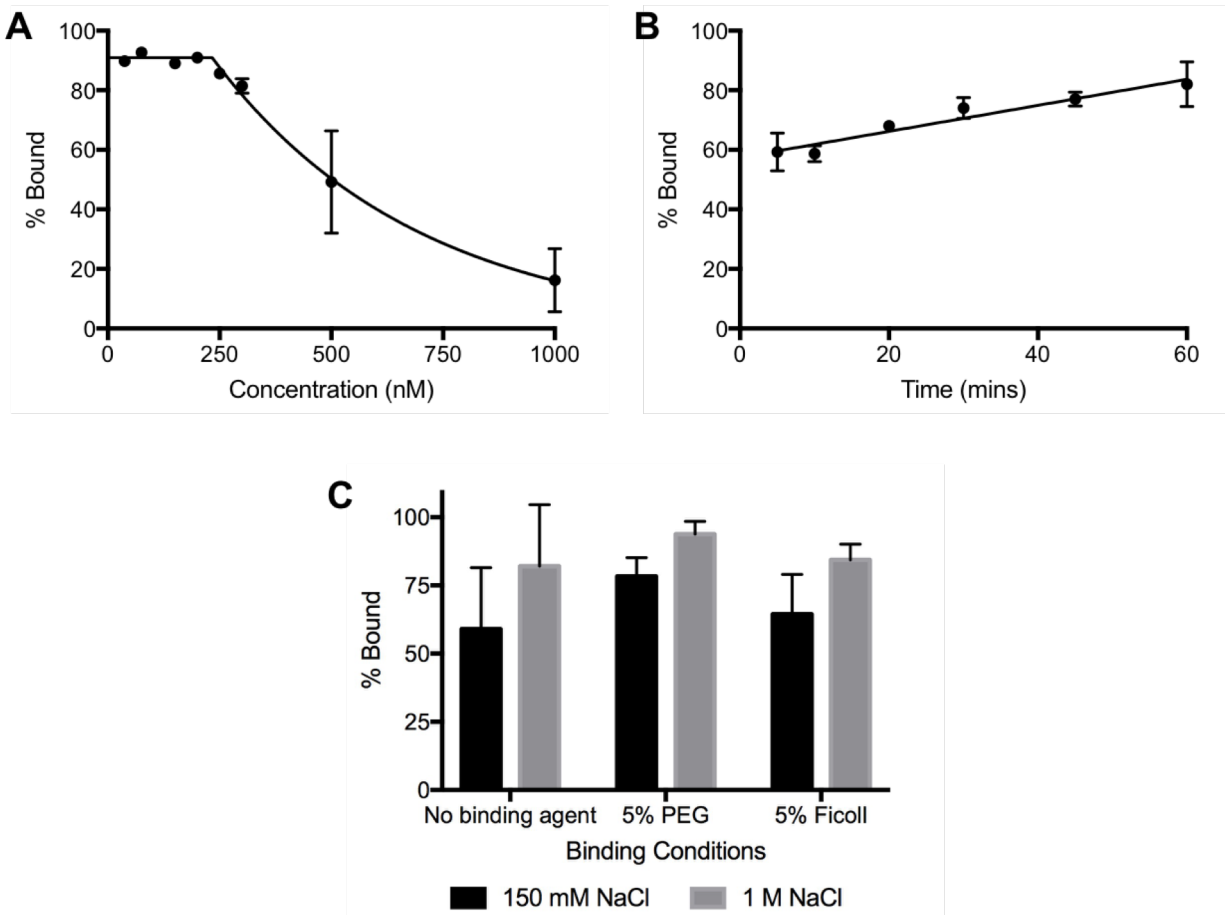 A
% Bound
100
80
60
40
20
0
0 250 500 750 1000
Concentration (nM)
B
% Bound
100
80
60
40
20
0
0 20 40 60
Time (mins)
C
% Bound
100
75
50
25
0
No binding agent 5% PEG 5% Ficoll
Binding Conditions
150 mM NaCl 1 M NaCl